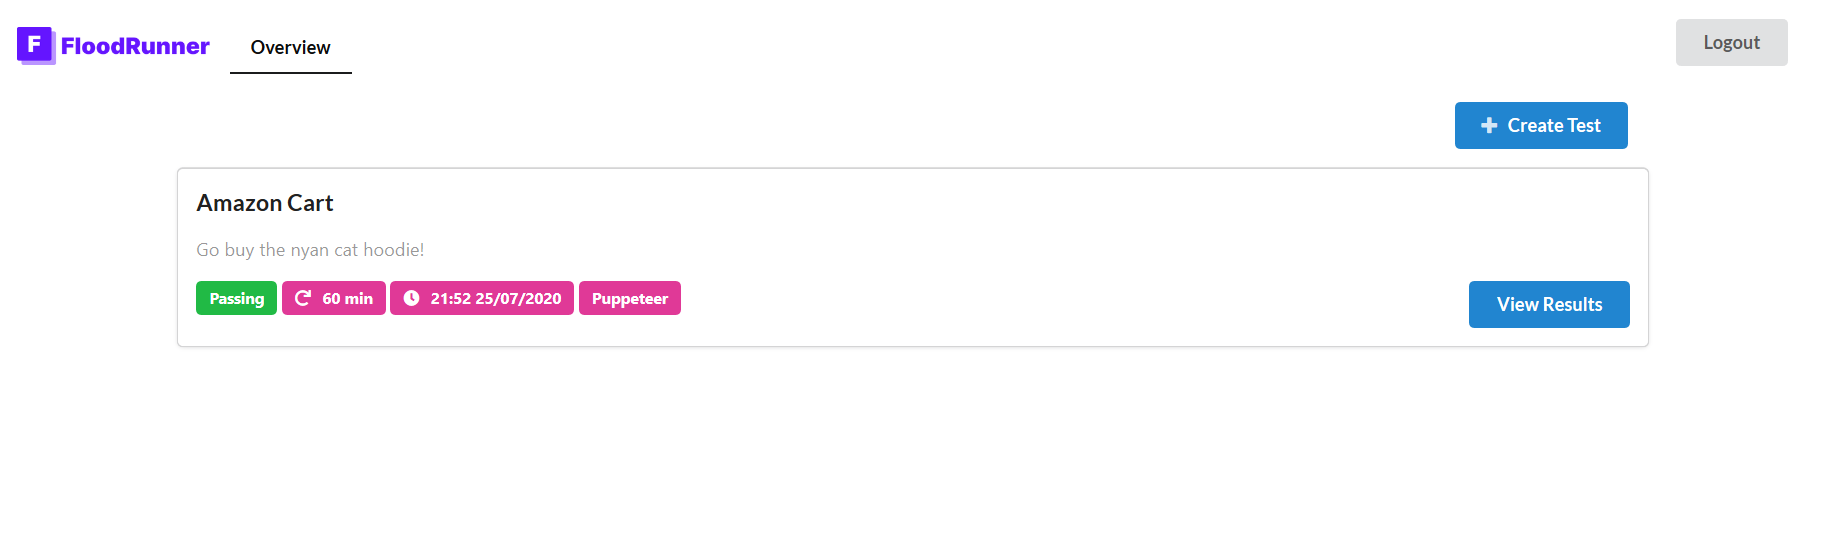 F FloodRunner Overview Logout
Create Test
Amazon Cart
Go buy the nyan cat hoodie!
Passing 60 min 21:52 25/07/2020 Puppeteer View Results